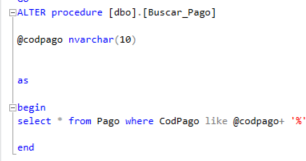 ALTER procedure [dbo].[Buscar_Pago]
@codpago nvarchar(10)
as
begin
select * from Pago where CodPago like @codpago+ '%'
end